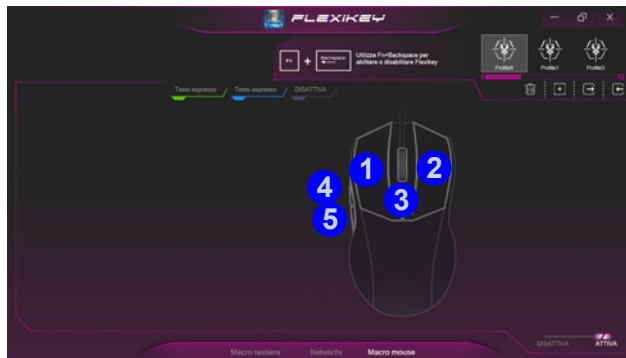 FLEXIKEY
Fn + Backspace
Utilizza Fn+Backspace per
abilitare o disabilitare Flexikey
Profile0 Profile1 Profile3
Tasto espresso Tasto espresso DISATTIVA
1 2
4 3
5
DISATTIVA ATTIVA
Macro tastiera Statistiche Macro mouse